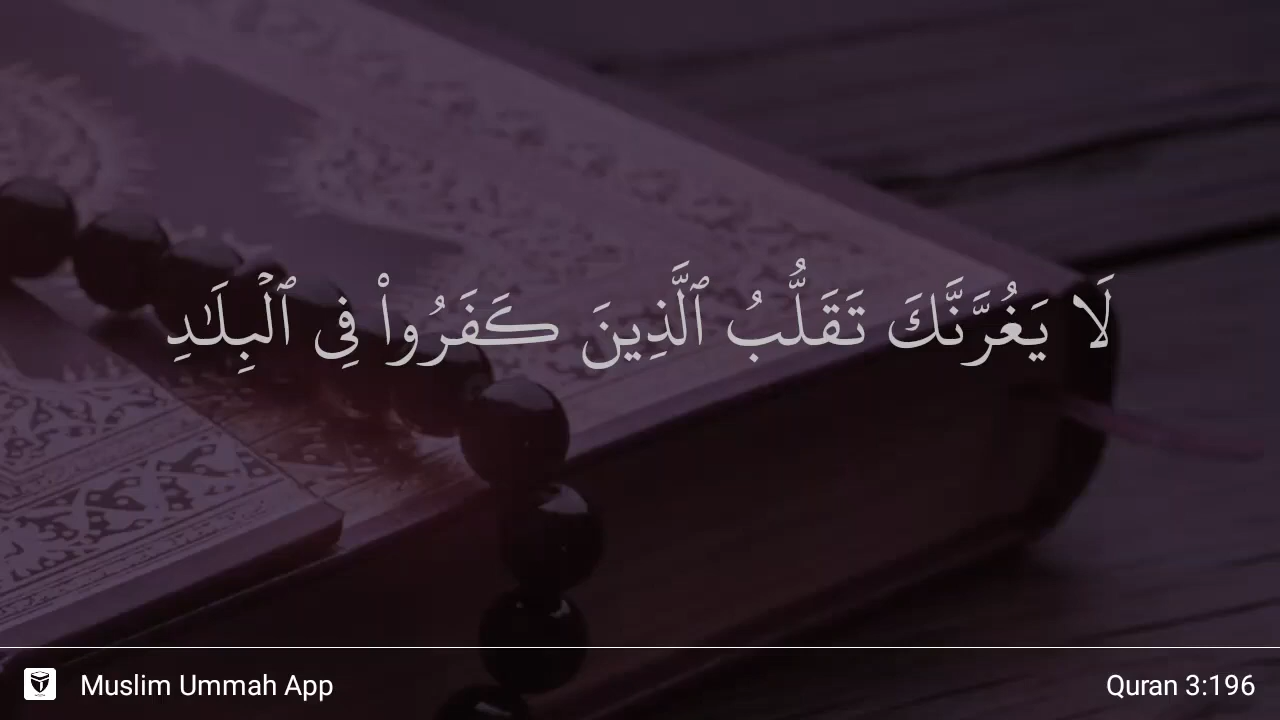 لَا يَغُرَّنَّكَ تَقَلُّبُ ٱلَّذِينَ كَفَرُوا۟ فِى ٱلْبِلَـٰدِ
Muslim Ummah App
Quran 3:196